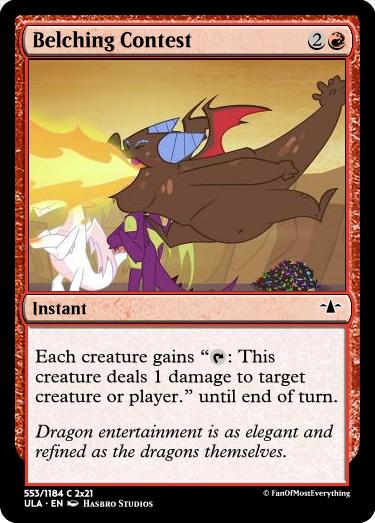 Belching Contest 2
Instant
Each creature gains “T: This
creature deals 1 damage to target
creature or player.” until end of turn.
Dragon entertainment is as elegant and
refined as the dragons themselves.
553/1184 C 2x21
ULA • EN Hasbro Studios © FanOfMostEverything